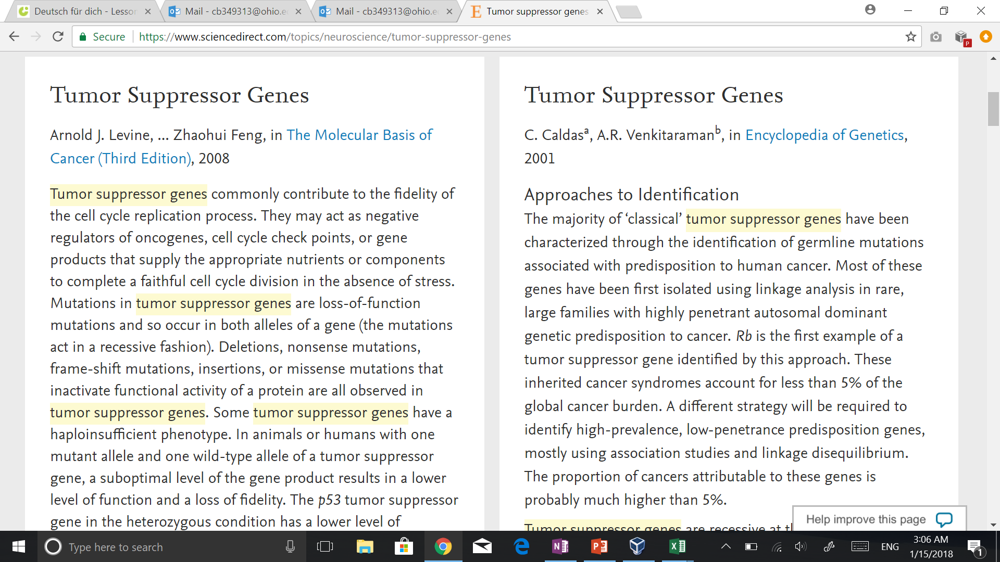 Deutsch für dich - Lesson
Mail - cb349313@ohio.e
Mail - cb349313@ohio.e
Tumor suppressor genes
Secure
https://www.sciencedirect.com/topics/neuroscience/tumor-suppressor-genes
Tumor Suppressor Genes
Arnold J. Levine, ... Zhaohui Feng, in The Molecular Basis of
Cancer (Third Edition), 2008
Tumor suppressor genes commonly contribute to the fidelity of
the cell cycle replication process. They may act as negative
regulators of oncogenes, cell cycle check points, or gene
products that supply the appropriate nutrients or components
to complete a faithful cell cycle division in the absence of stress.
Mutations in tumor suppressor genes are loss-of-function
mutations and so occur in both alleles of a gene (the mutations
act in a recessive fashion). Deletions, nonsense mutations,
frame-shift mutations, insertions, or missense mutations that
inactivate functional activity of a protein are all observed in
tumor suppressor genes. Some tumor suppressor genes have a
haploinsufficient phenotype. In animals or humans with one
mutant allele and one wild-type allele of a tumor suppressor
gene, a suboptimal level of the gene product results in a lower
level of function and a loss of fidelity. The p53 tumor suppressor
gene in the heterozygous condition has a lower level of
Tumor Suppressor Genes
C. Caldasᵃ, A.R. Venkitaramanᵇ, in Encyclopedia of Genetics,
2001
Approaches to Identification
The majority of ‘classical’ tumor suppressor genes have been
characterized through the identification of germline mutations
associated with predisposition to human cancer. Most of these
genes have been first isolated using linkage analysis in rare,
large families with highly penetrant autosomal dominant
genetic predisposition to cancer. Rb is the first example of a
tumor suppressor gene identified by this approach. These
inherited cancer syndromes account for less than 5% of the
global cancer burden. A different strategy will be required to
identify high-prevalence, low-penetrance predisposition genes,
mostly using association studies and linkage disequilibrium.
The proportion of cancers attributable to these genes is
probably much higher than 5%.
Tumor suppressor genes are recessive at
Help improve this page
Type here to search
ENG
3:06 AM
1/15/2018
1